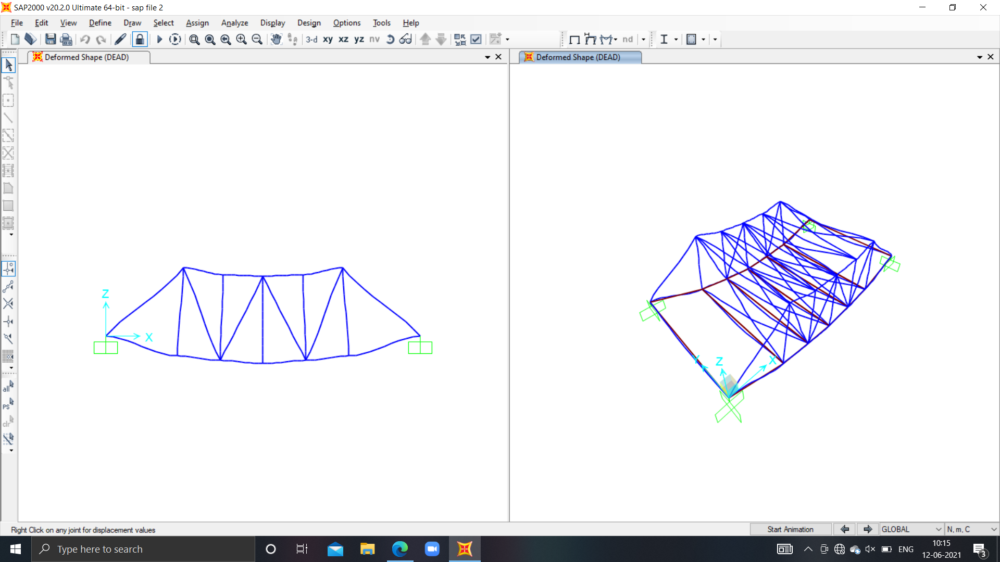 SAP2000 v20.2.0 Ultimate 64-bit - sap file 2
File Edit View Define Draw Select Assign Analyze Display Design Options Tools Help
3-d xy xz yz nv nd
Deformed Shape (DEAD)
Deformed Shape (DEAD)
Z
X
Y
Z
X
all
PS
clr
Right Click on any joint for displacement values
Start Animation
GLOBAL
N, m, C
Type here to search
ENG
10:15
12-06-2021
3